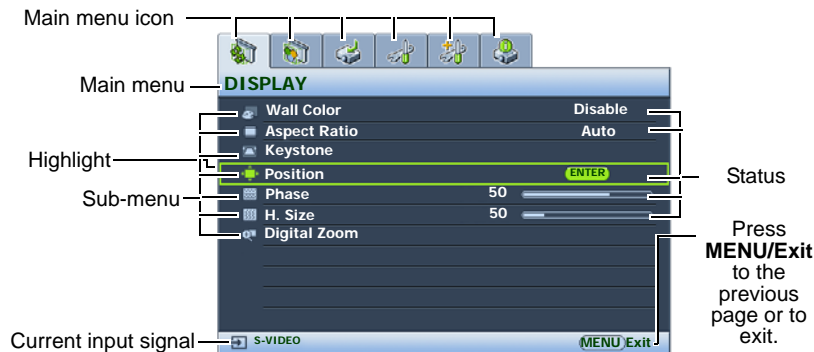 Main menu icon
Main menu
DISPLAY
Wall Color Disable
Aspect Ratio Auto
Keystone
Highlight
Position ENTER
Status
Sub-menu
Phase 50
H. Size 50
Digital Zoom
Press
MENU/Exit
to the
previous
page or to
exit.
Current input signal
S-VIDEO
MENU Exit